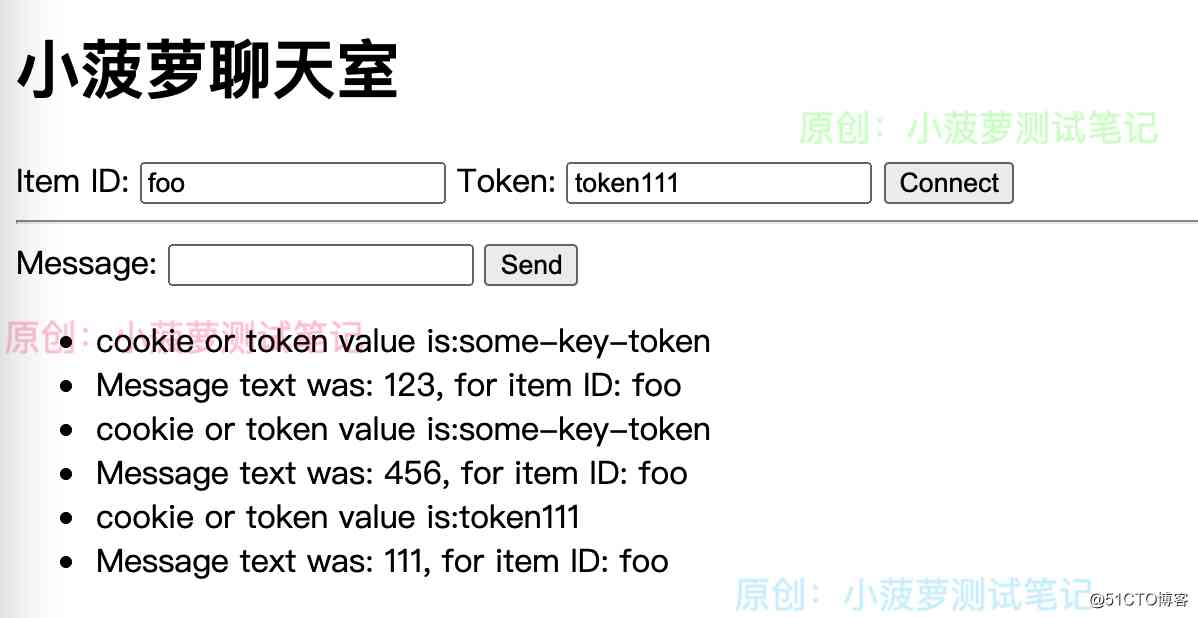 小菠萝聊天室
原创：小菠萝测试笔记
Item ID: foo Token: token111 Connect
Message: Send
原创：小菠萝测试笔记
cookie or token value is:some-key-token
Message text was: 123, for item ID: foo
cookie or token value is:some-key-token
Message text was: 456, for item ID: foo
cookie or token value is:token111
Message text was: 111, for item ID: foo
原创：小菠萝测试笔记
@51CTO博客